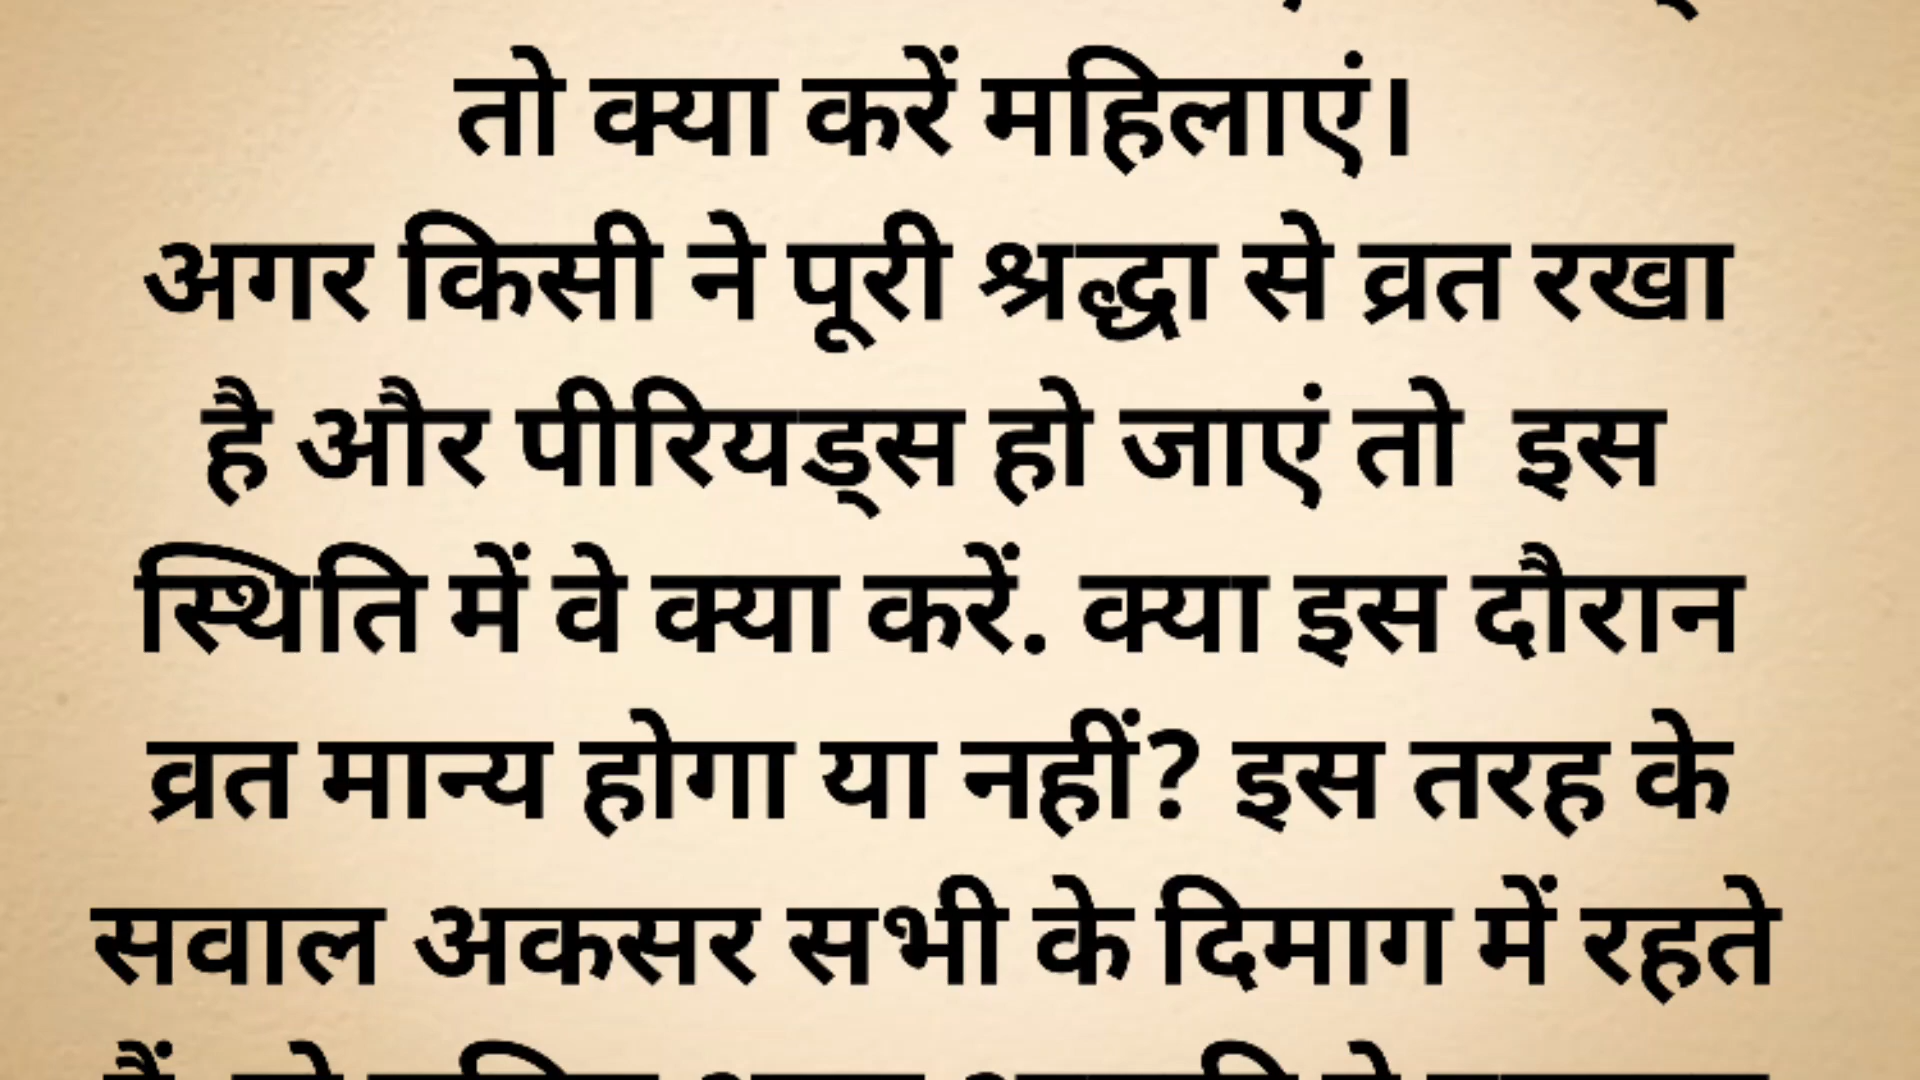 तो क्या करें महिलाएं।
अगर किसी ने पूरी श्रद्धा से व्रत रखा
है और पीरियड्स हो जाएं तो  इस
स्थिति में वे क्या करें. क्या इस दौरान
व्रत मान्य होगा या नहीं? इस तरह के
सवाल अकसर सभी के दिमाग में रहते